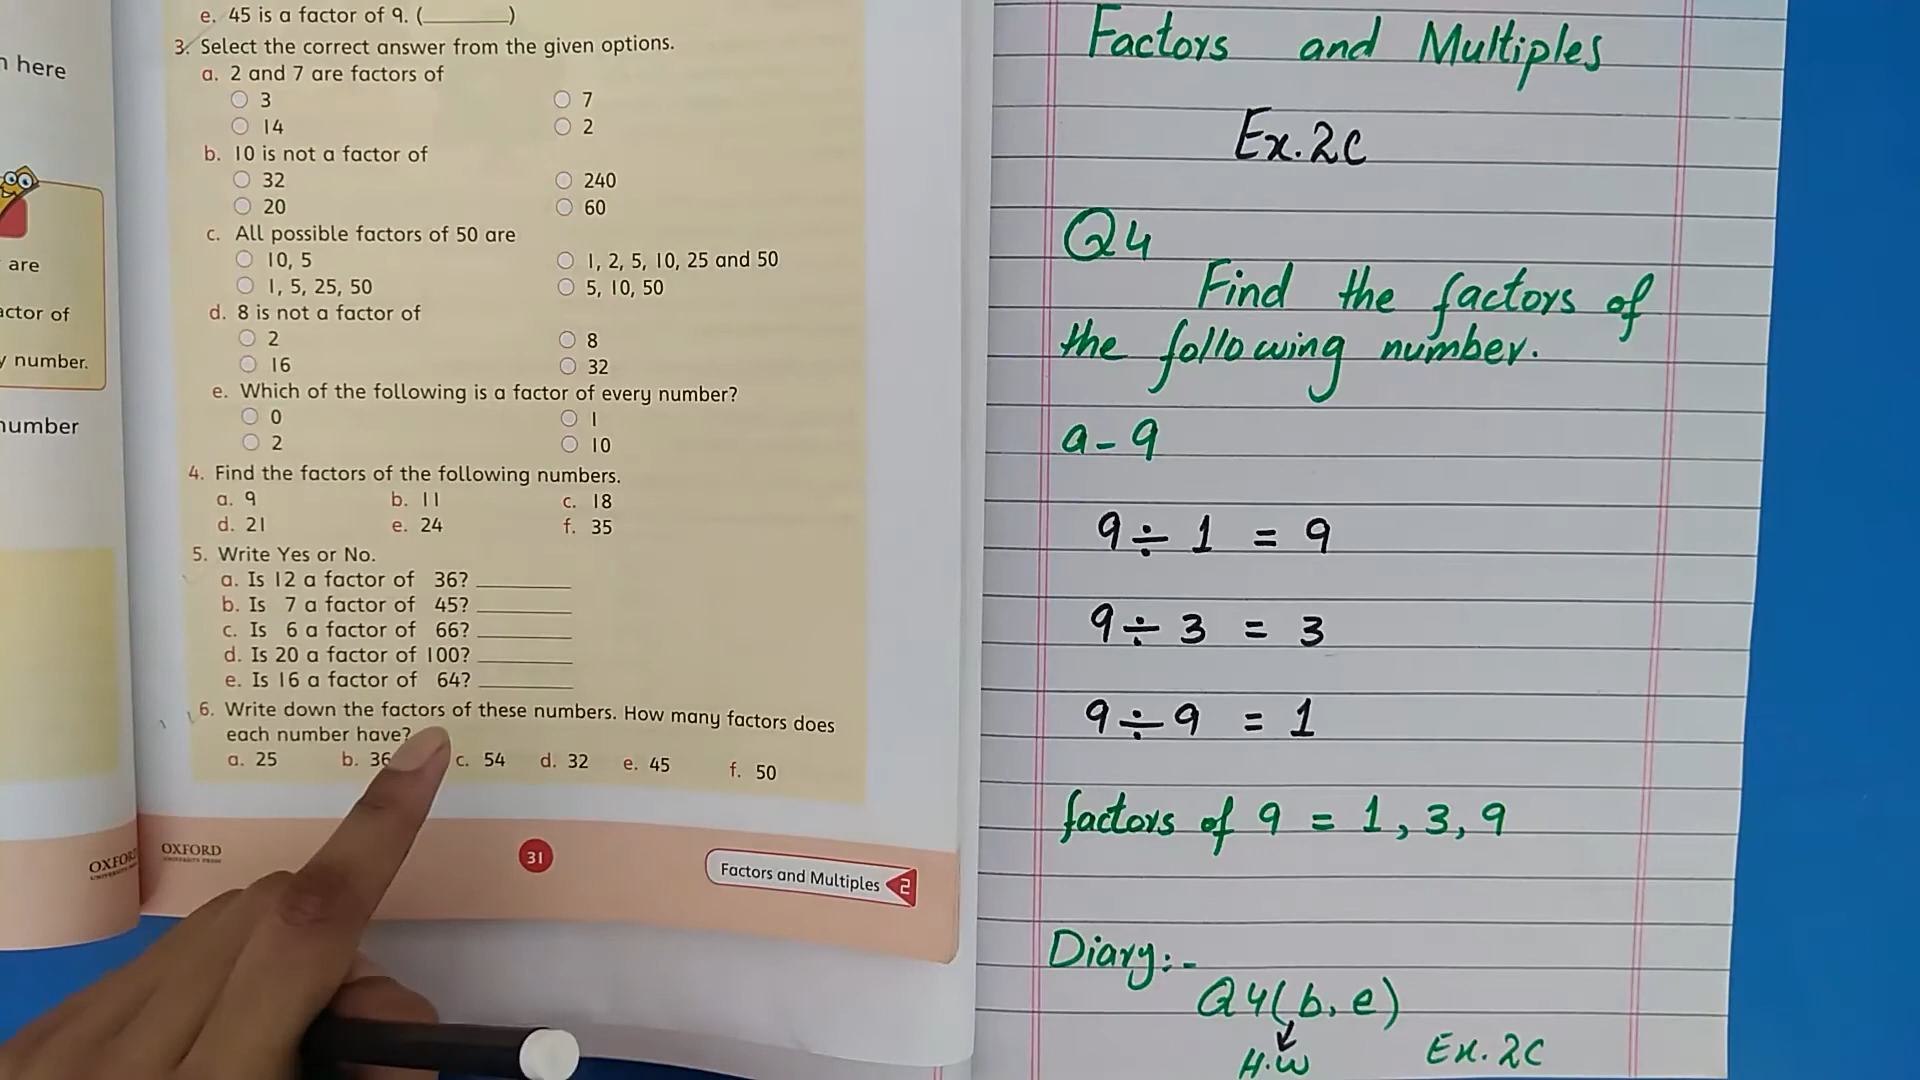 here
are
actor of
number.
number
OXFORD
e. 45 is a factor of 9. (________)
3. Select the correct answer from the given options.
a. 2 and 7 are factors of
3 7
14 2
b. 10 is not a factor of
32 240
20 60
c. All possible factors of 50 are
10, 5 1, 2, 5, 10, 25 and 50
1, 5, 25, 50 5, 10, 50
d. 8 is not a factor of
2 8
16 32
e. Which of the following is a factor of every number?
0 1
2 10
4. Find the factors of the following numbers.
a. 9 b. 11 c. 18
d. 21 e. 24 f. 35
5. Write Yes or No.
a. Is 12 a factor of 36? ________
b. Is 7 a factor of 45? ________
c. Is 6 a factor of 66? ________
d. Is 20 a factor of 100? ________
e. Is 16 a factor of 64? ________
6. Write down the factors of these numbers. How many factors does
each number have?
a. 25 b. 36 c. 54 d. 32 e. 45 f. 50
OXFORD
UNIVERSITY PRESS
31
Factors and Multiples 2
Factors and Multiples
Ex.2C
Q4
Find the factors of
the following number.
a - 9
9 ÷ 1 = 9
9 ÷ 3 = 3
9 ÷ 9 = 1
factors of 9 = 1, 3, 9
Diary:-
Q4(b, e)
H.W Ex. 2C